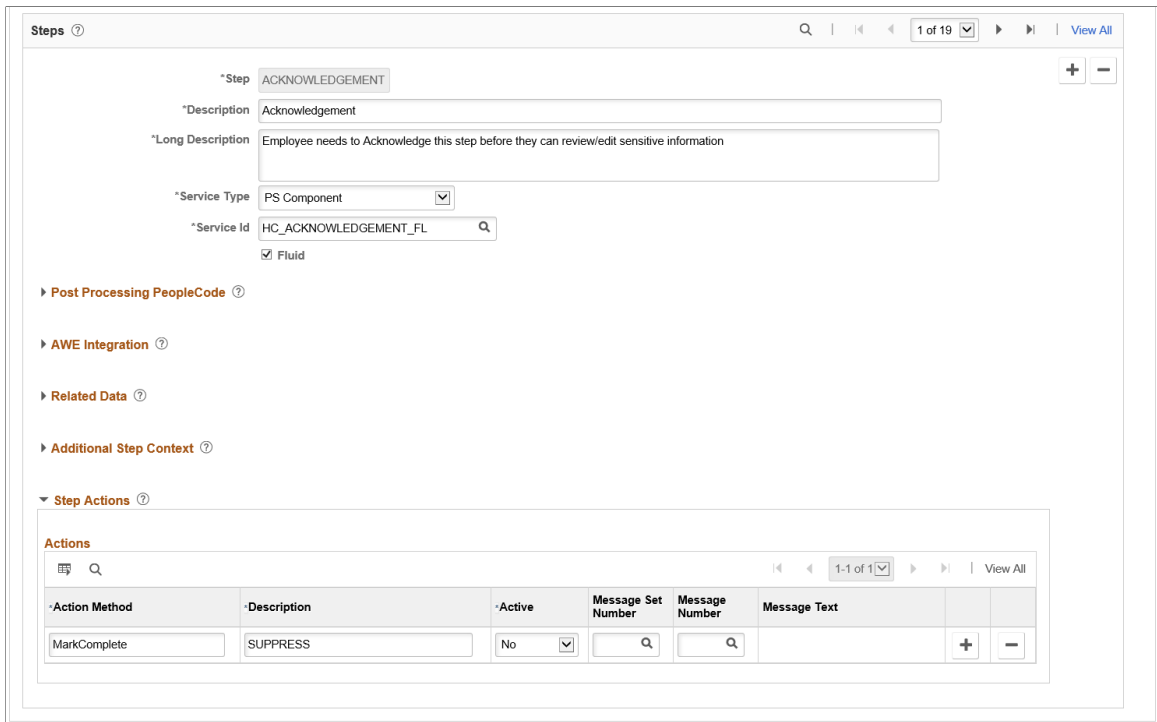 Steps ?
1 of 19
View All
*Step ACKNOWLEDGEMENT
*Description Acknowledgement
*Long Description Employee needs to Acknowledge this step before they can review/edit sensitive information
*Service Type PS Component
*Service Id HC_ACKNOWLEDGEMENT_FL
Fluid
Post Processing PeopleCode ?
AWE Integration ?
Related Data ?
Additional Step Context ?
Step Actions ?
Actions
1-1 of 1
View All
*Action Method *Description *Active Message Set Number Message Number Message Text
MarkComplete SUPPRESS No